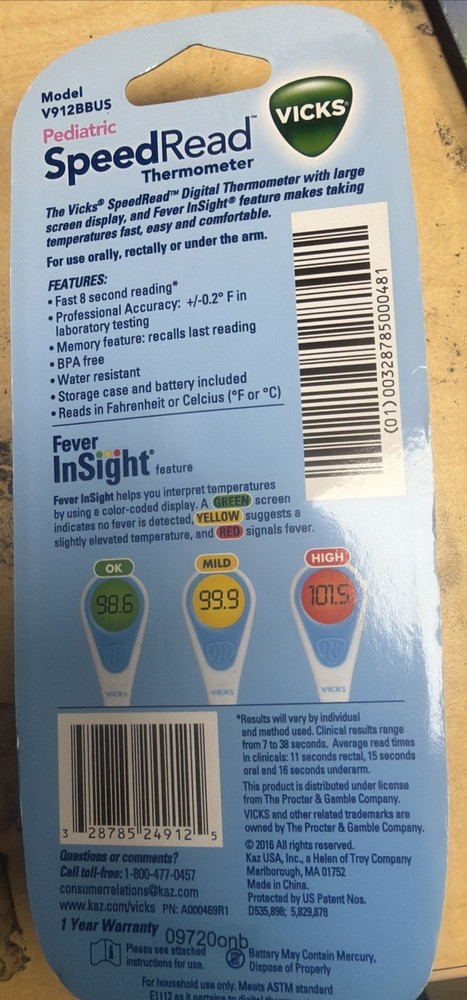 Model
V912BBUS
Pediatric
SpeedRead™
Thermometer
VICKS®
The Vicks® SpeedRead™ Digital Thermometer with large
screen display, and Fever InSight® feature makes taking
temperatures fast, easy and comfortable.
For use orally, rectally or under the arm.
FEATURES:
• Fast 8 second reading*
• Professional Accuracy: +/-0.2° F in
laboratory testing
• Memory feature: recalls last reading
• BPA free
• Water resistant
• Storage case and battery included
• Reads in Fahrenheit or Celcius (°F or °C)
(01)00328785000481
Fever
InSight® feature
Fever InSight helps you interpret temperatures
by using a color-coded display. A GREEN screen
indicates no fever is detected, YELLOW suggests a
slightly elevated temperature, and RED signals fever.
OK
MILD
HIGH
98.6
99.9
101.5
VICKS
VICKS
VICKS
3 28785 24912 5
*Results will vary by individual
and method used. Clinical results range
from 7 to 38 seconds. Average read times
in clinicals: 11 seconds rectal, 15 seconds
oral and 16 seconds underarm.
This product is distributed under license
from The Procter & Gamble Company.
VICKS and other related trademarks are
owned by The Procter & Gamble Company.
© 2016 All rights reserved.
Kaz USA, Inc., a Helen of Troy Company
Marlborough, MA 01752
Made in China.
Protected by US Patent Nos.
D535,898; 5,829,878
Questions or comments?
Call toll-free: 1-800-477-0457
consumerrelations@kaz.com
www.kaz.com/vicks PN: A000469R1
1 Year Warranty
09720onb
Please see attached
instructions for use.
Battery May Contain Mercury,
Dispose of Properly
For household use only. Meets ASTM standard
E1112 as it pertains to digital